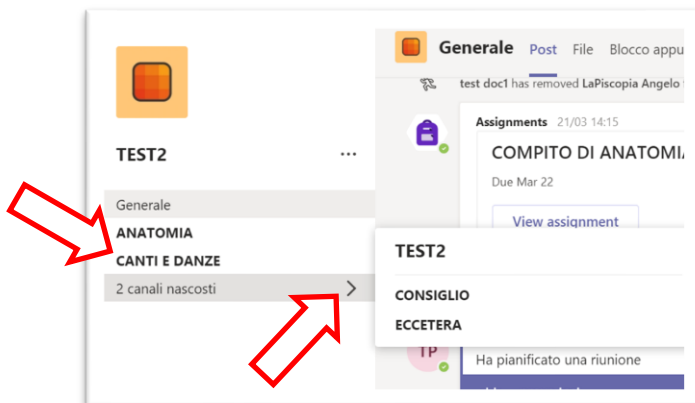 Generale Post File Blocco appu
test doc1 has removed LaPiscopia Angelo
Assignments 21/03 14:15
COMPITO DI ANATOMI
Due Mar 22
View assignment
TEST2
...
Generale
ANATOMIA
CANTI E DANZE
2 canali nascosti
TEST2
CONSIGLIO
ECCETERA
TP
Ha pianificato una riunione